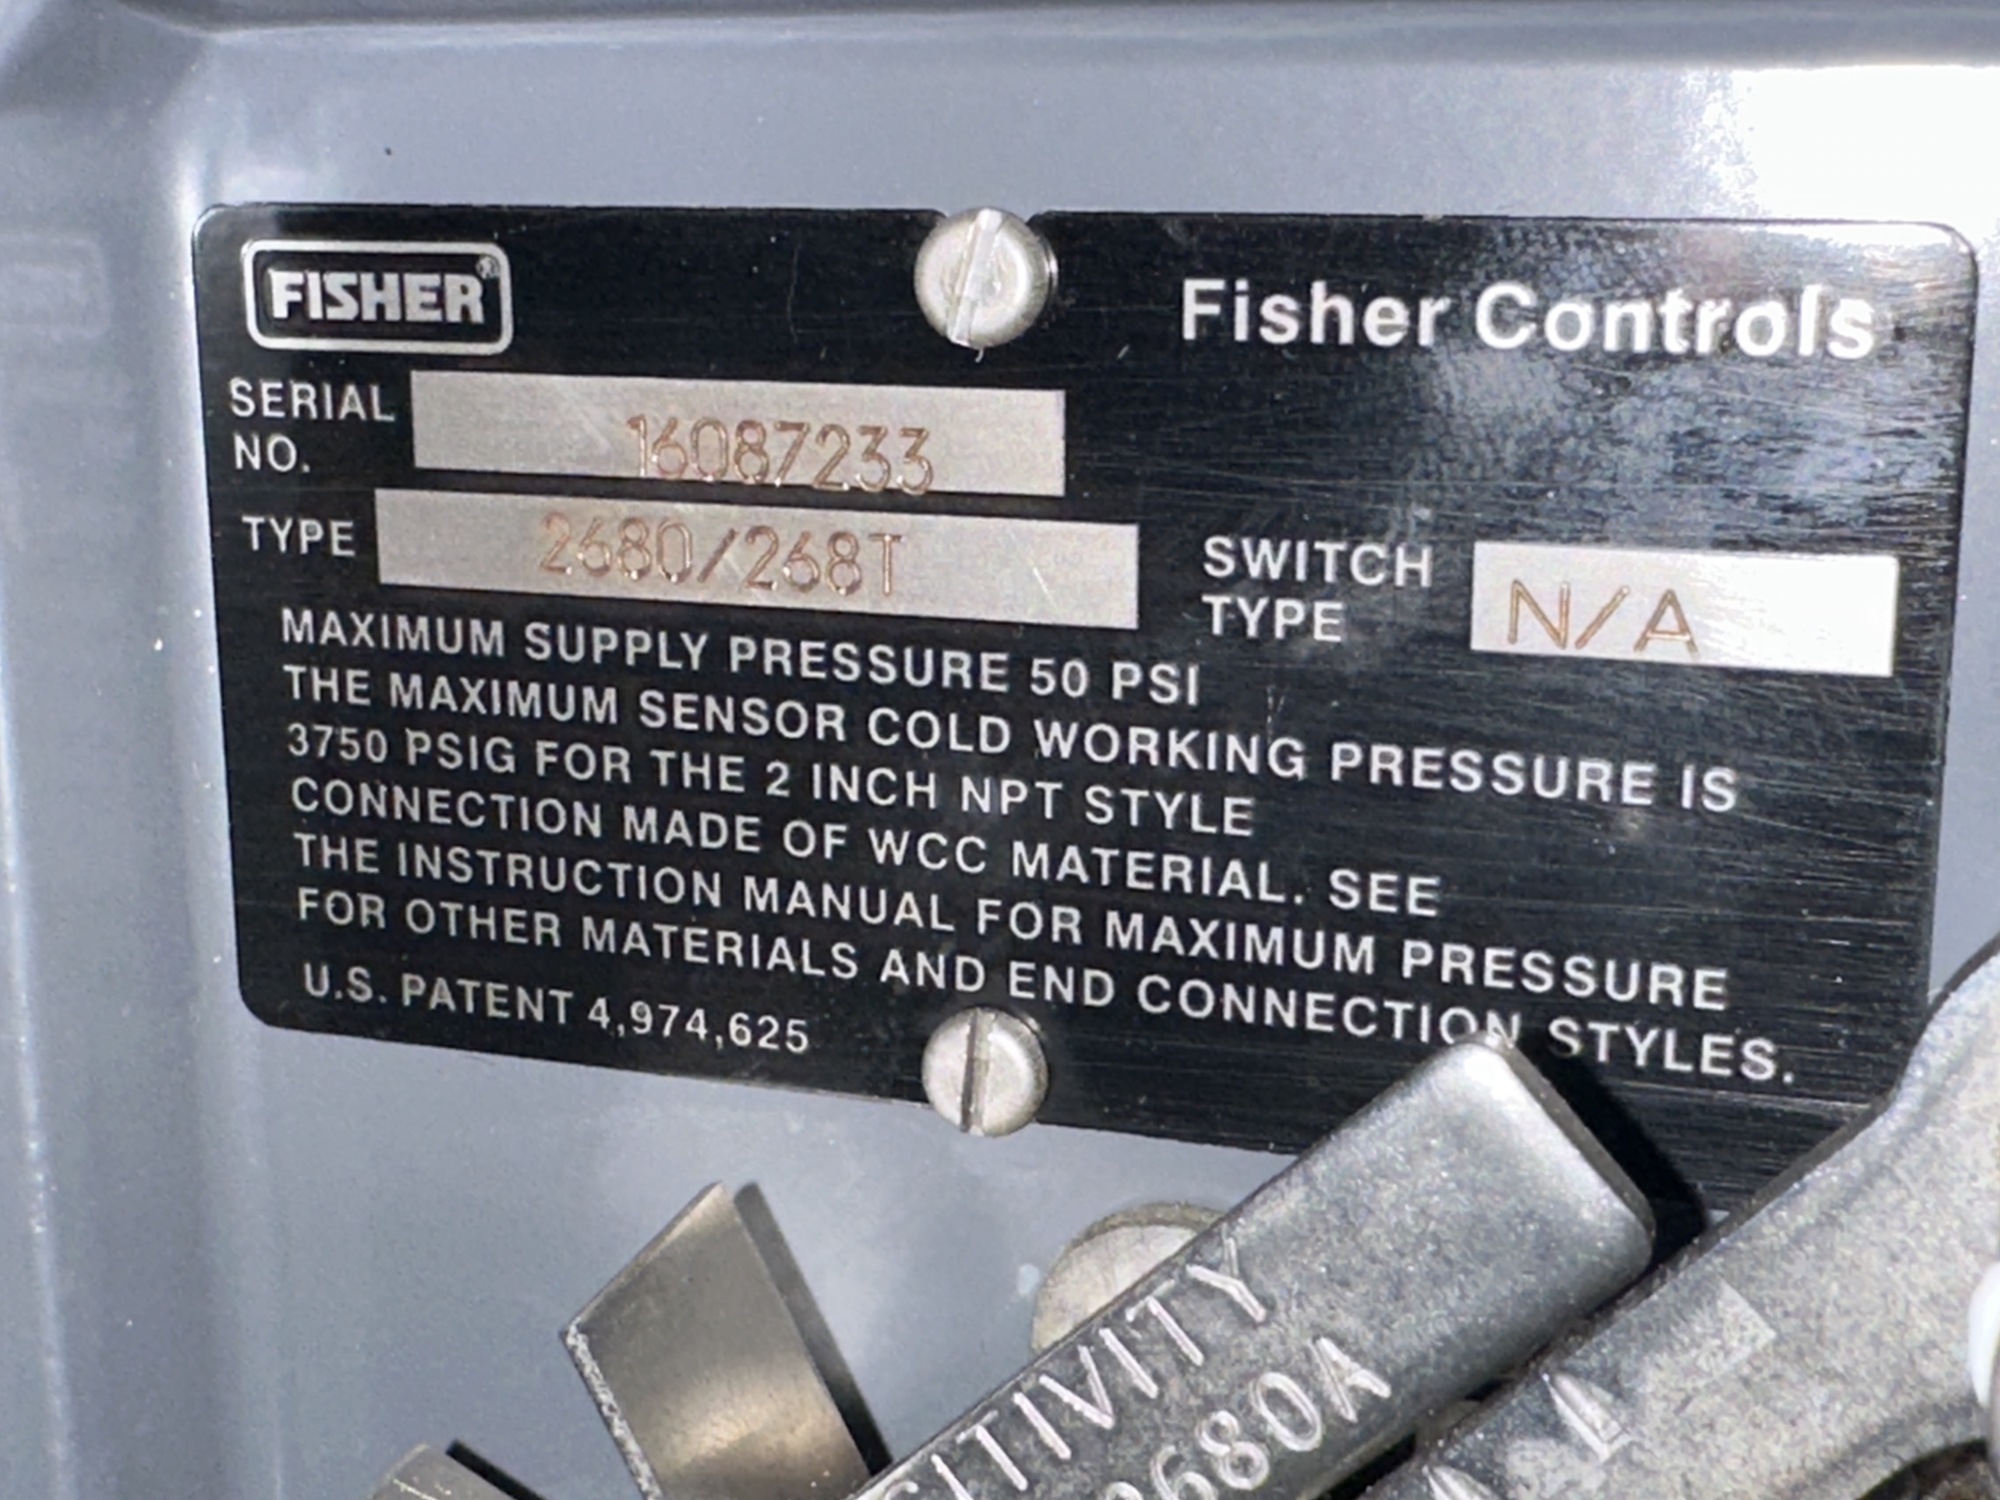 FISHER®
Fisher Controls
SERIAL NO. 16087233
TYPE 2680/268T
SWITCH TYPE N/A
MAXIMUM SUPPLY PRESSURE 50 PSI
THE MAXIMUM SENSOR COLD WORKING PRESSURE IS
3750 PSIG FOR THE 2 INCH NPT STYLE
CONNECTION MADE OF WCC MATERIAL. SEE
THE INSTRUCTION MANUAL FOR MAXIMUM PRESSURE
FOR OTHER MATERIALS AND END CONNECTION STYLES.
U.S. PATENT 4,974,625